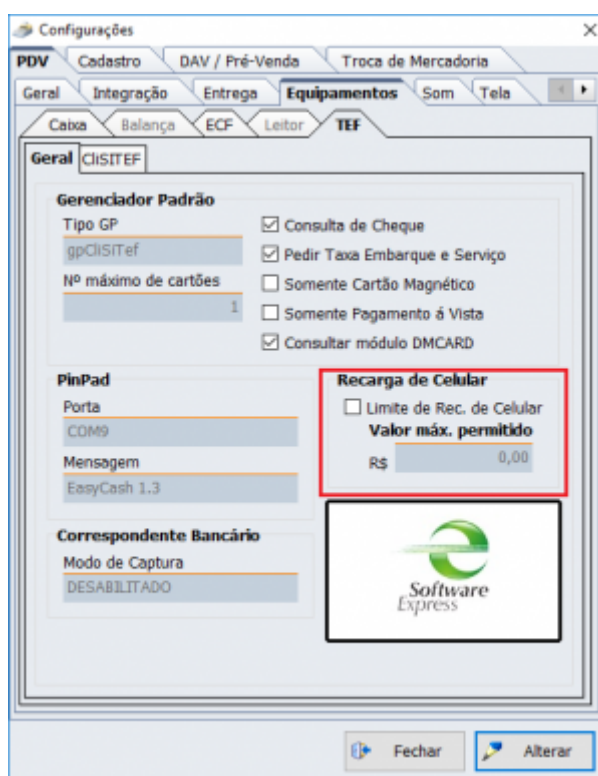 Configurações
PDV Cadastro DAV / Pré-Venda Troca de Mercadoria
Geral Integração Entrega Equipamentos Som Tela
Caixa Balança ECF Leitor TEF
Geral CliSITEF
Gerenciador Padrão
Tipo GP
gpCliSiTef
Nº máximo de cartões
1
Consulta de Cheque
Pedir Taxa Embarque e Serviço
Somente Cartão Magnético
Somente Pagamento á Vista
Consultar módulo DMCARD
PinPad
Porta
COM9
Mensagem
EasyCash 1.3
Recarga de Celular
Limite de Rec. de Celular
Valor máx. permitido
R$ 0,00
Correspondente Bancário
Modo de Captura
DESABILITADO
Software
Express
Fechar Alterar